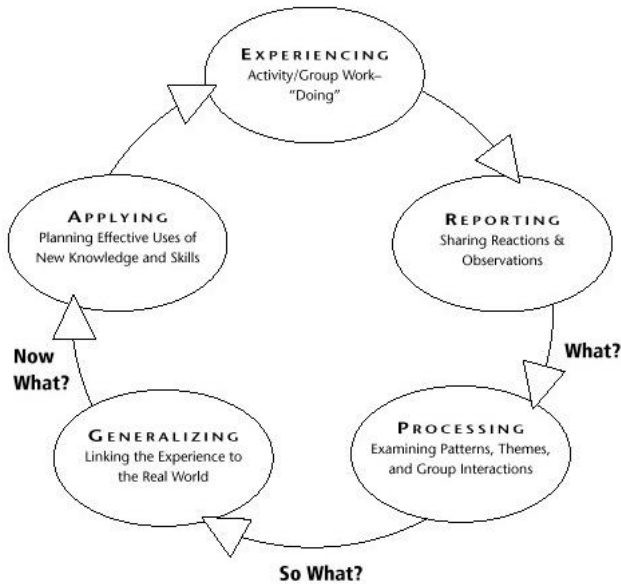 EXPERIENCING
Activity/Group Work–
“Doing”
REPORTING
Sharing Reactions &
Observations
What?
PROCESSING
Examining Patterns, Themes,
and Group Interactions
So What?
GENERALIZING
Linking the Experience to
the Real World
Now
What?
APPLYING
Planning Effective Uses of
New Knowledge and Skills